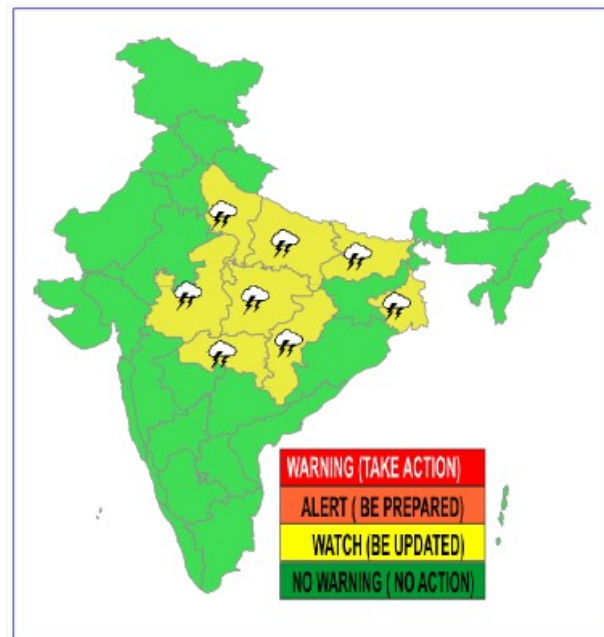 WARNING (TAKE ACTION)
ALERT ( BE PREPARED)
WATCH (BE UPDATED)
NO WARNING ( NO ACTION)